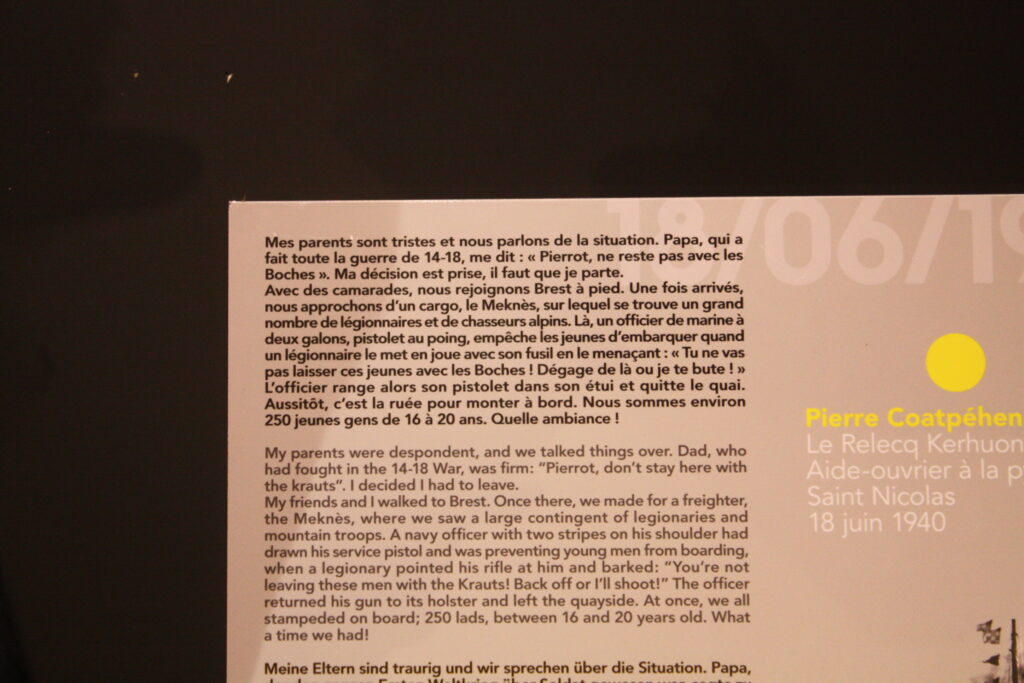 Mes parents sont tristes et nous parlons de la situation. Papa, qui a
fait toute la guerre de 14-18, me dit : « Pierrot, ne reste pas avec les
Boches ». Ma décision est prise, il faut que je parte.
Avec des camarades, nous rejoignons Brest à pied. Une fois arrivés,
nous approchons d'un cargo, le Meknès, sur lequel se trouve un grand
nombre de légionnaires et de chasseurs alpins. Là, un officier de marine à
deux galons, pistolet au poing, empêche les jeunes d'embarquer quand
un légionnaire le met en joue avec son fusil en le menaçant : « Tu ne vas
pas laisser ces jeunes avec les Boches ! Dégage de là ou je te bute ! »
L'officier range alors son pistolet dans son étui et quitte le quai.
Aussitôt, c'est la ruée pour monter à bord. Nous sommes environ
250 jeunes gens de 16 à 20 ans. Quelle ambiance !
My parents were despondent, and we talked things over. Dad, who
had fought in the 14-18 War, was firm: “Pierrot, don't stay here with
the krauts”. I decided I had to leave.
My friends and I walked to Brest. Once there, we made for a freighter,
the Meknès, where we saw a large contingent of legionaries and
mountain troops. A navy officer with two stripes on his shoulder had
drawn his service pistol and was preventing young men from boarding,
when a legionary pointed his rifle at him and barked: “You're not
leaving these men with the Krauts! Back off or I'll shoot!” The officer
returned his gun to its holster and left the quayside. At once, we all
stampeded on board; 250 lads, between 16 and 20 years old. What
a time we had!
Meine Eltern sind traurig und wir sprechen über die Situation. Papa,
18/06/19
Pierre Coatpéhen
Le Relecq Kerhuon
Aide-ouvrier à la p
Saint Nicolas
18 juin 1940